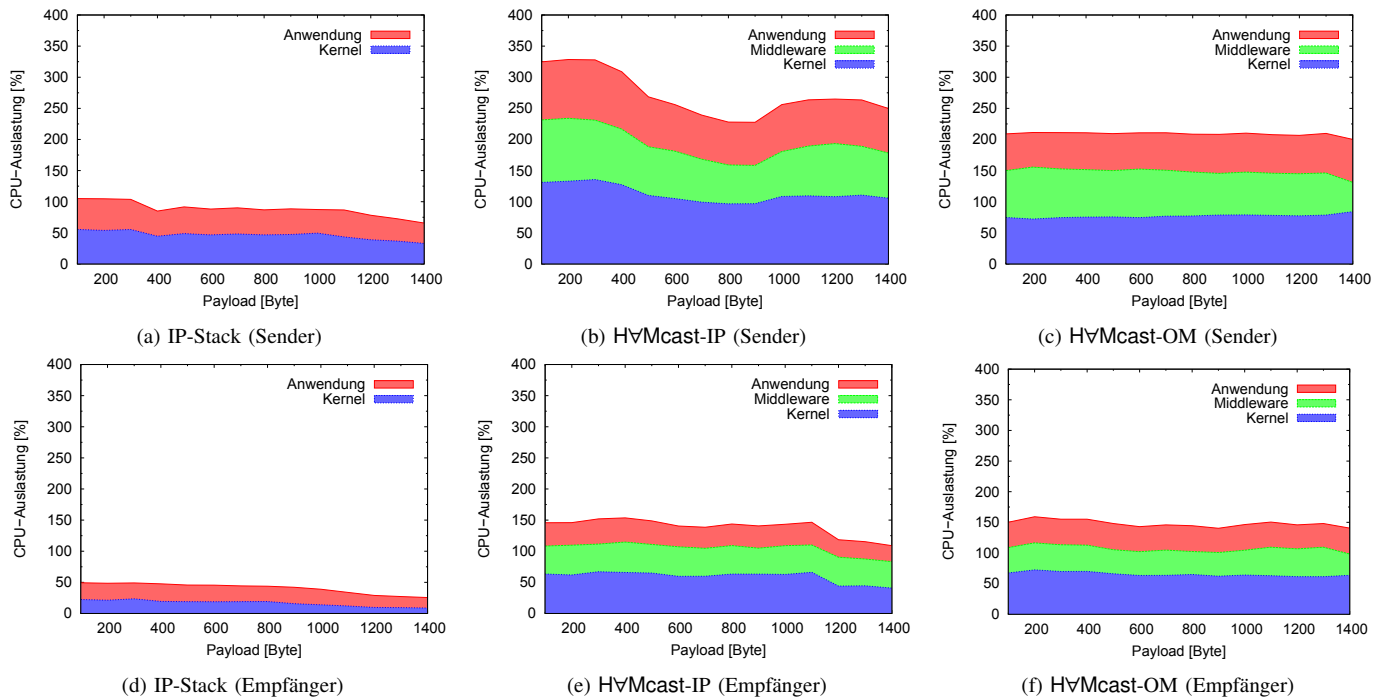 400
350
300
250
200
150
100
50
0
CPU−Auslastung [%]
Anwendung
Kernel
200 400 600 800 1000 1200 1400
Payload [Byte]
(a) IP-Stack (Sender)
400
350
300
250
200
150
100
50
0
CPU−Auslastung [%]
Anwendung
Middleware
Kernel
200 400 600 800 1000 1200 1400
Payload [Byte]
(b) H∀Mcast-IP (Sender)
400
350
300
250
200
150
100
50
0
CPU−Auslastung [%]
Anwendung
Middleware
Kernel
200 400 600 800 1000 1200 1400
Payload [Byte]
(c) H∀Mcast-OM (Sender)
400
350
300
250
200
150
100
50
0
CPU−Auslastung [%]
Anwendung
Kernel
200 400 600 800 1000 1200 1400
Payload [Byte]
(d) IP-Stack (Empfänger)
400
350
300
250
200
150
100
50
0
CPU−Auslastung [%]
Anwendung
Middleware
Kernel
200 400 600 800 1000 1200 1400
Payload [Byte]
(e) H∀Mcast-IP (Empfänger)
400
350
300
250
200
150
100
50
0
CPU−Auslastung [%]
Anwendung
Middleware
Kernel
200 400 600 800 1000 1200 1400
Payload [Byte]
(f) H∀Mcast-OM (Empfänger)